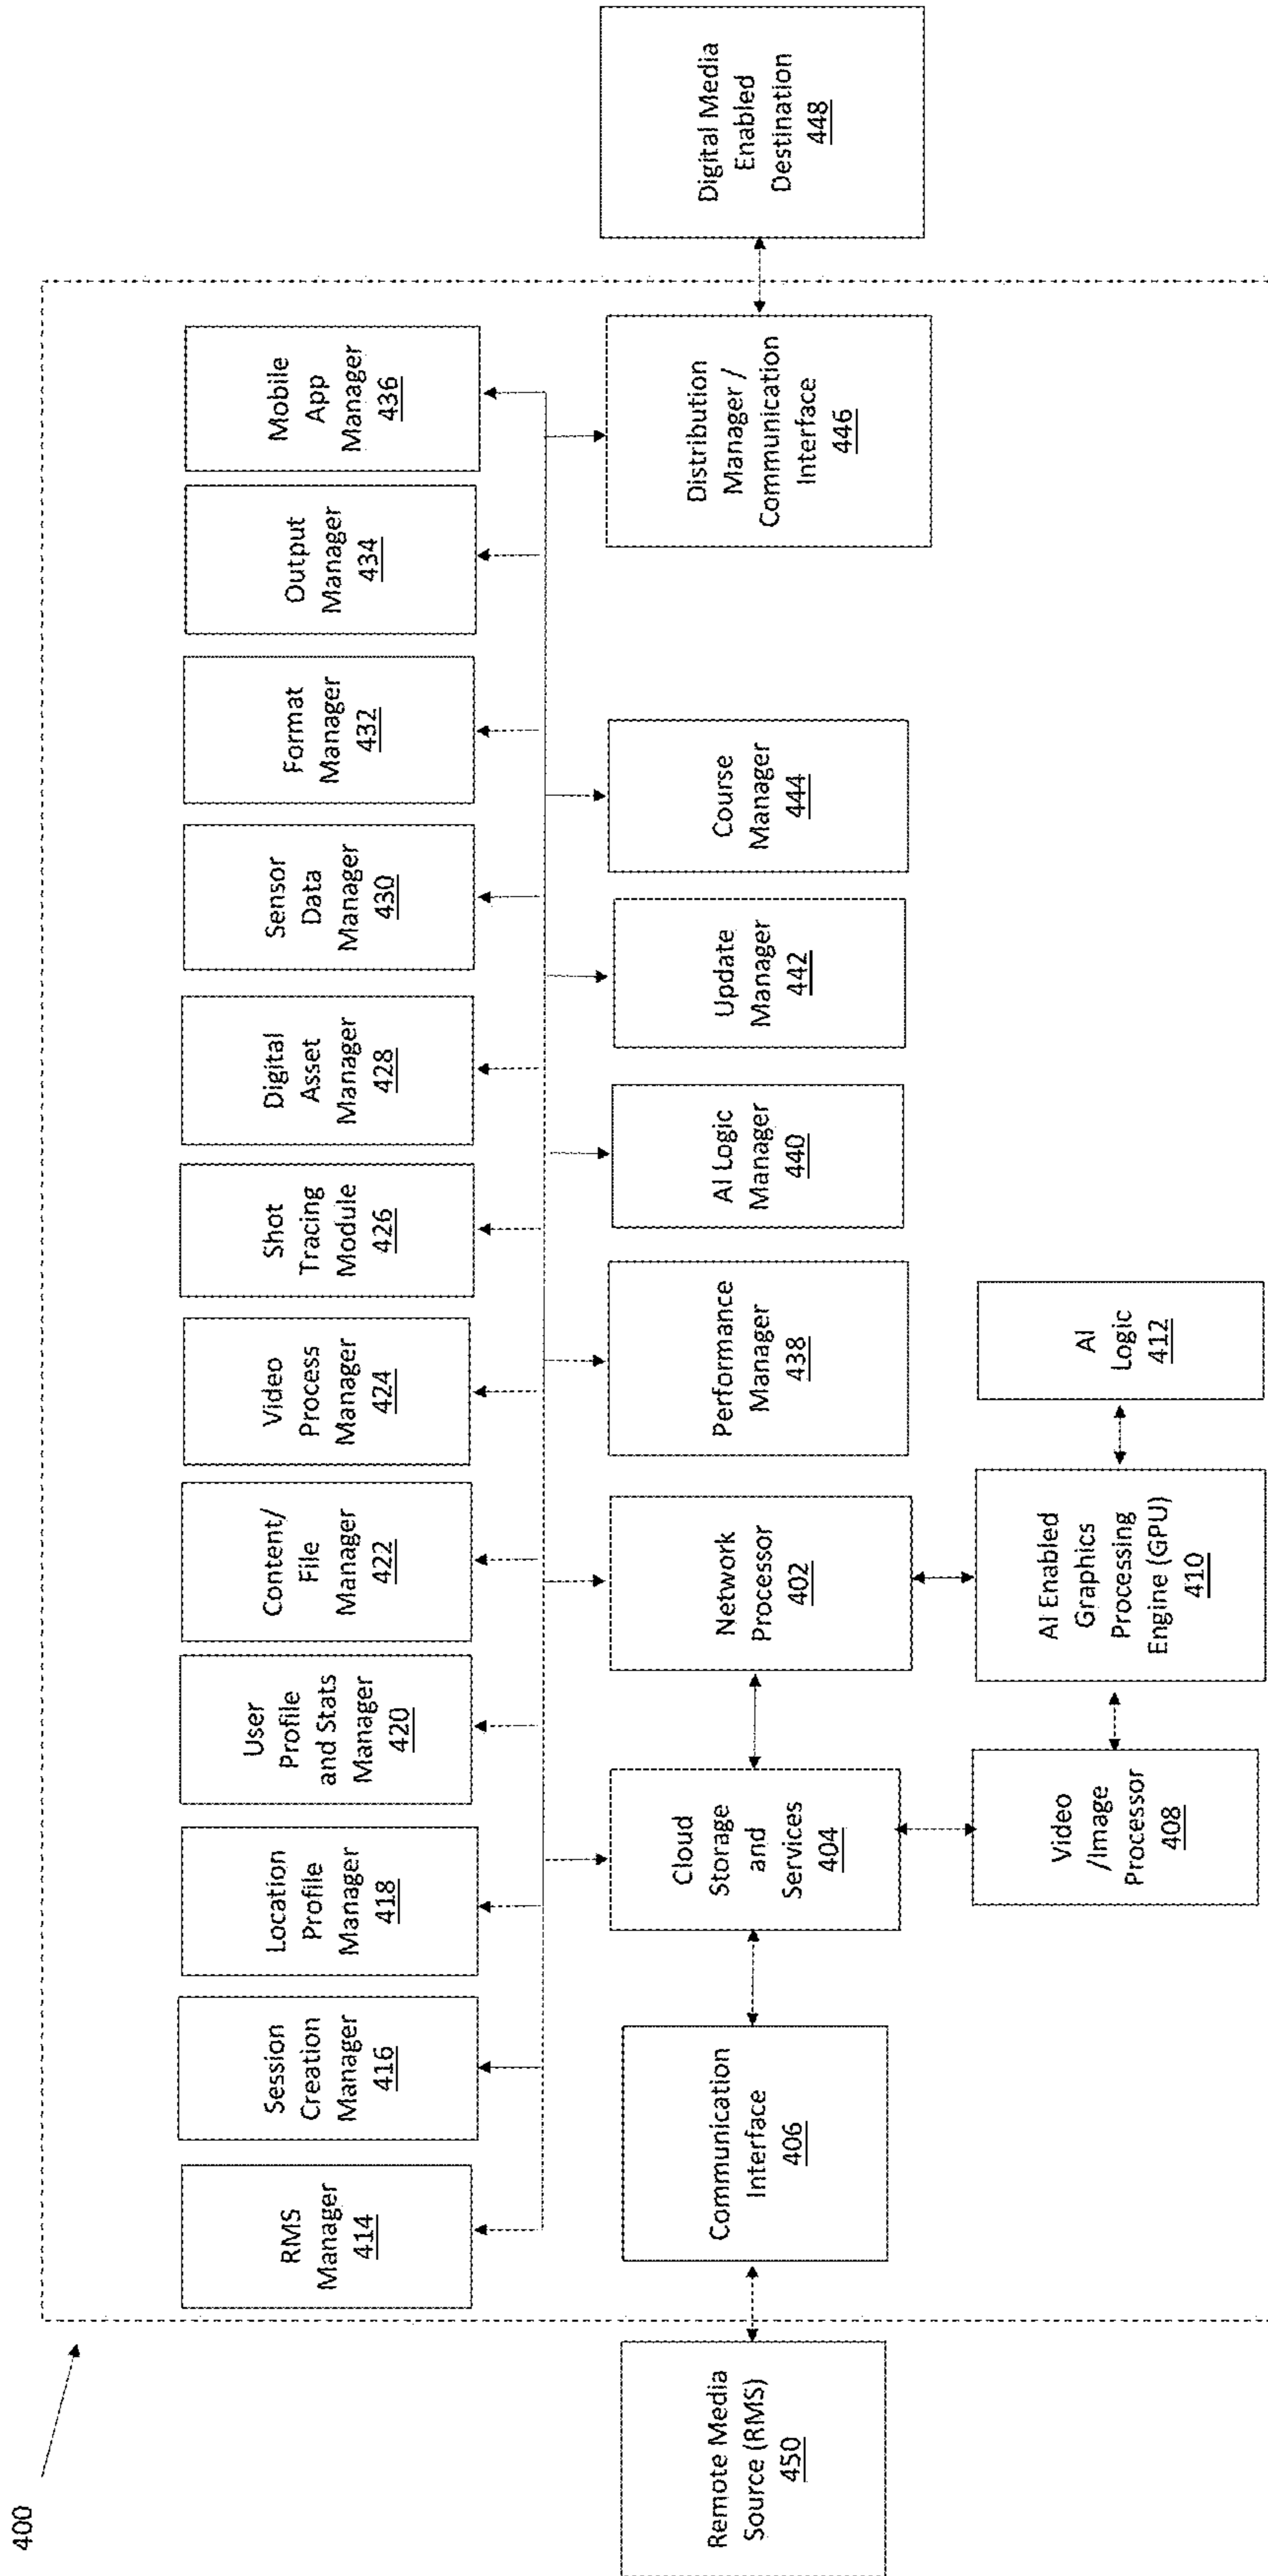 400
RMS
Manager
414
Session
Creation
Manager
416
Location
Profile
Manager
418
User
Profile
and Stats
Manager
420
Content/
File
Manager
422
Video
Process
Manager
424
Shot
Tracing
Module
426
Digital
Asset
Manager
428
Sensor
Data
Manager
430
Format
Manager
432
Output
Manager
434
Mobile
App
Manager
436
Remote Media
Source (RMS)
450
Communication
Interface
406
Cloud
Storage
and
Services
404
Network
Processor
402
Performance
Manager
438
AI Logic
Manager
440
Update
Manager
442
Course
Manager
444
Distribution
Manager /
Communication
Interface
446
Digital Media
Enabled
Destination
448
Video
/Image
Processor
408
AI Enabled
Graphics
Processing
Engine (GPU)
410
AI
Logic
412